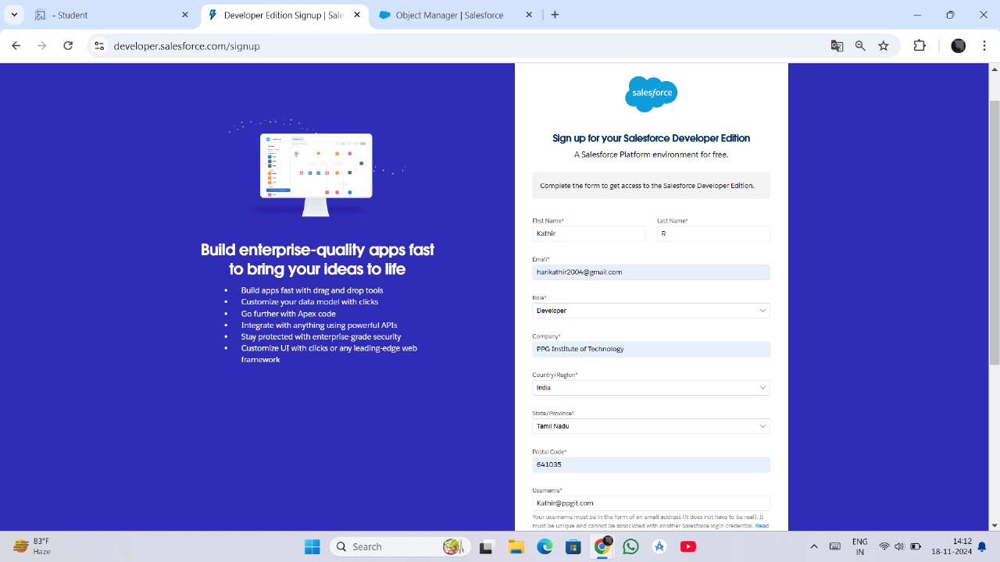 - Student
Developer Edition Signup | Sale
Object Manager | Salesforce
developer.salesforce.com/signup
salesforce
Sign up for your Salesforce Developer Edition
A Salesforce Platform environment for free.
Complete the form to get access to the Salesforce Developer Edition.
First Name*
Last Name*
Kathir
R
Email*
harikathir2004@gmail.com
Role*
Developer
Company*
PPG Institute of Technology
Country/Region*
India
State/Province*
Tamil Nadu
Postal Code*
641035
Username*
Kathir@ppgit.com
Your username must be in the form of an email address (it does not have to be real). It
must be unique and cannot be associated with another Salesforce login credential. Read
Build enterprise-quality apps fast
to bring your ideas to life
• Build apps fast with drag and drop tools
• Customize your data model with clicks
• Go further with Apex code
• Integrate with anything using powerful APIs
• Stay protected with enterprise-grade security
• Customize UI with clicks or any leading-edge web
framework
83°F
Haze
Search
ENG
IN
14:12
18-11-2024